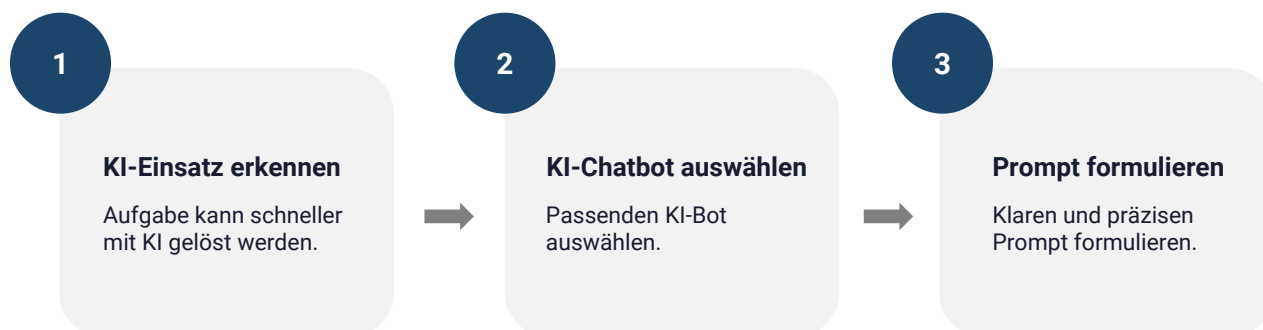 1
KI-Einsatz erkennen
Aufgabe kann schneller
mit KI gelöst werden.
2
KI-Chatbot auswählen
Passenden KI-Bot
auswählen.
3
Prompt formulieren
Klaren und präzisen
Prompt formulieren.